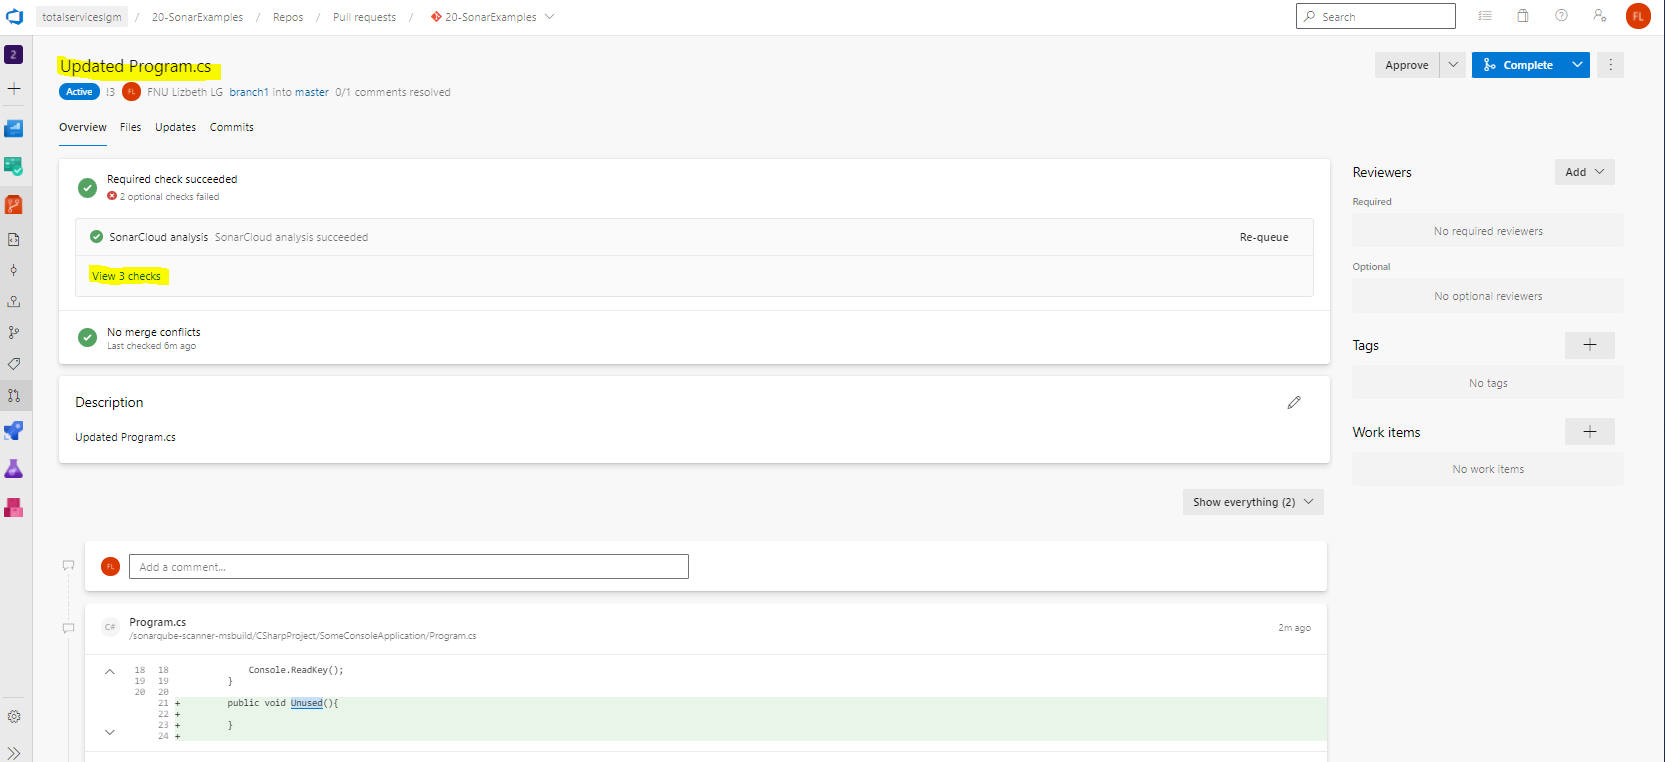 totalserviceslgm / 20-SonarExamples / Repos / Pull requests / 20-SonarExamples
Search
FL
2
Updated Program.cs
Approve
Complete
Active !3 FL FNU Lizbeth LG branch1 into master 0/1 comments resolved
Overview Files Updates Commits
Required check succeeded
2 optional checks failed
SonarCloud analysis SonarCloud analysis succeeded
Re-queue
View 3 checks
No merge conflicts
Last checked 6m ago
Description
Updated Program.cs
Show everything (2)
FL Add a comment...
C# Program.cs
/sonarqube-scanner-msbuild/CSharpProject/SomeConsoleApplication/Program.cs
2m ago
18 18 Console.ReadKey();
19 19 }
20 20
21 + public void Unused(){
22 +
23 + }
24 +
Reviewers
Add
Required
No required reviewers
Optional
No optional reviewers
Tags
No tags
Work items
No work items